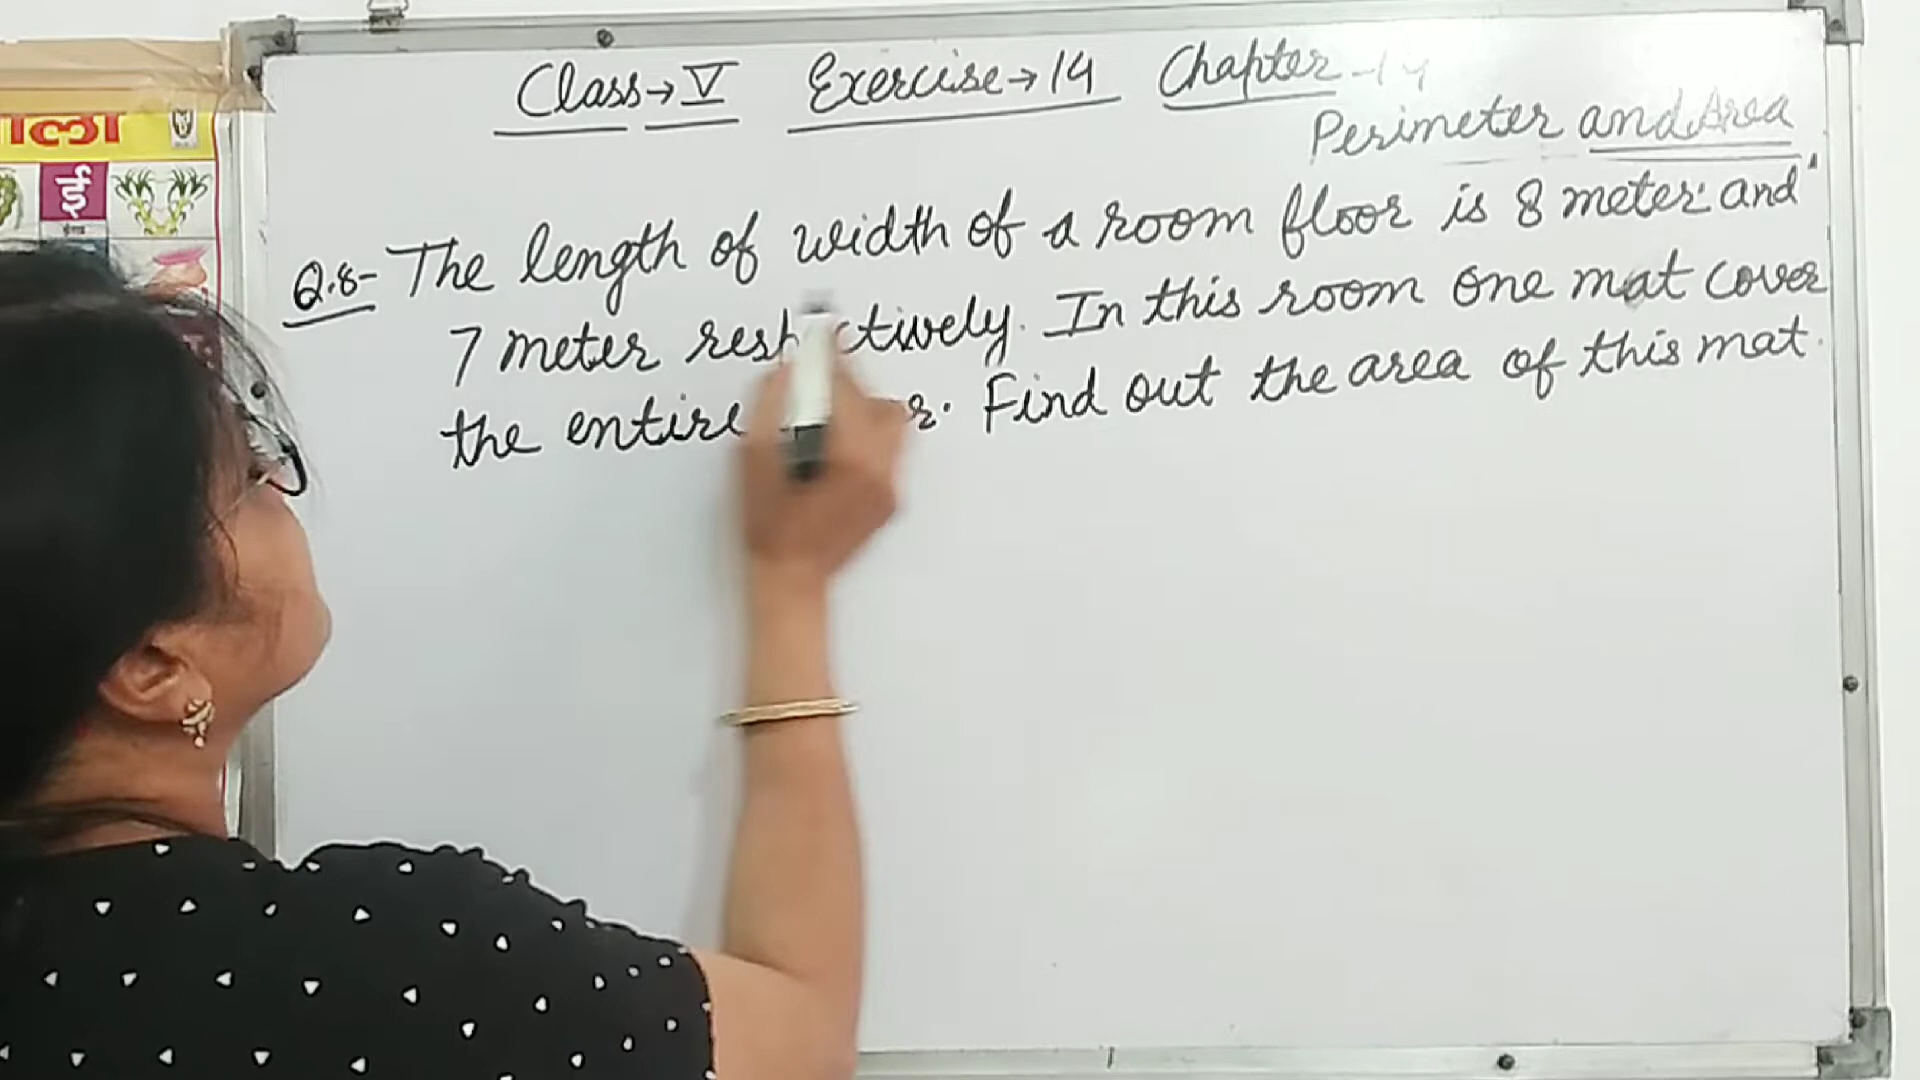 ाला
ई
Class→V Exercise→14 Chapter-14
Perimeter and Area
Q.8- The length of width of a room floor is 8 meter and
7 meter respectively. In this room one mat cover
the entire Find out the area of this mat.